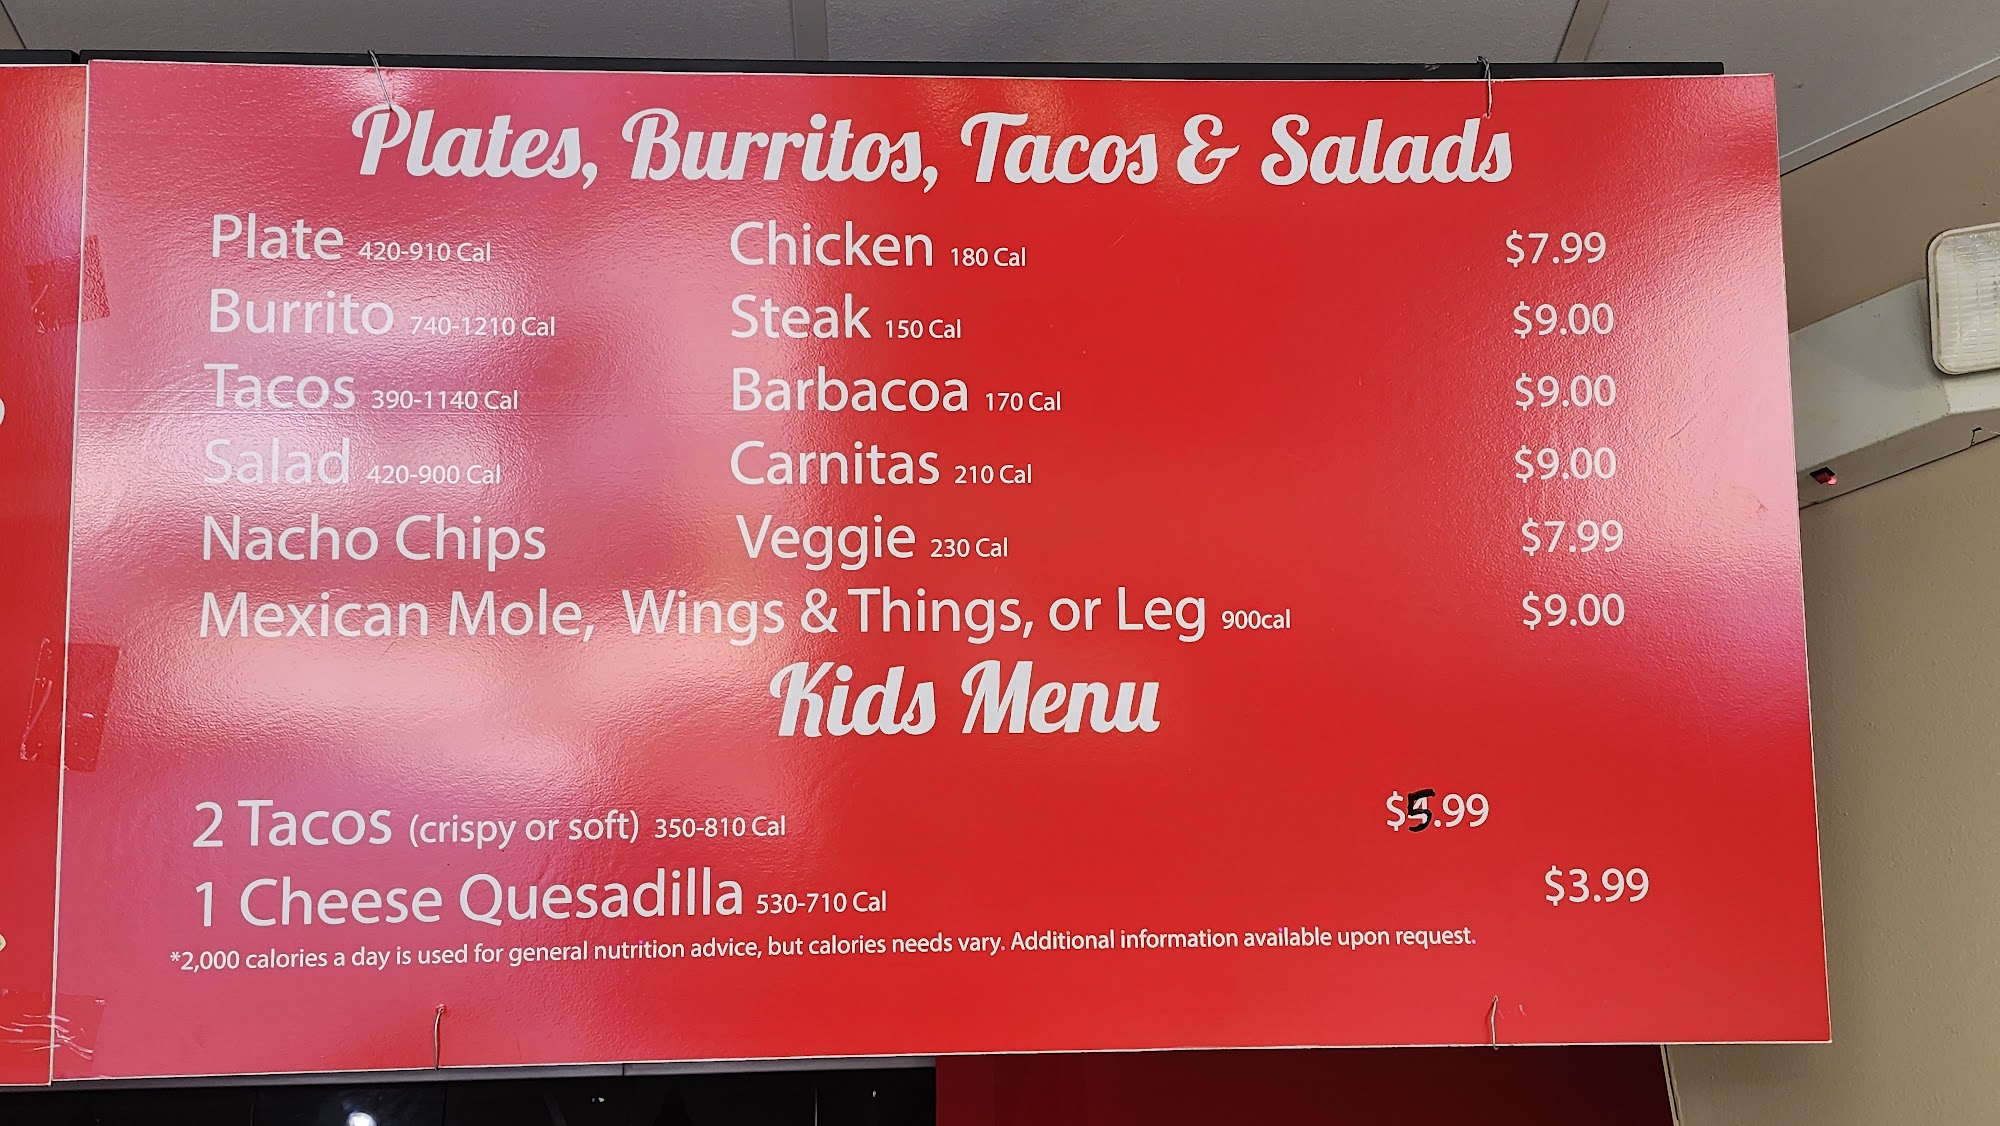 Plates, Burritos, Tacos & Salads
Plate 420-910 Cal Chicken 180 Cal $7.99
Burrito 740-1210 Cal Steak 150 Cal $9.00
Tacos 390-1140 Cal Barbacoa 170 Cal $9.00
Salad 420-900 Cal Carnitas 210 Cal $9.00
Nacho Chips Veggie 230 Cal $7.99
Mexican Mole, Wings & Things, or Leg 900cal $9.00
Kids Menu
2 Tacos (crispy or soft) 350-810 Cal $5.99
1 Cheese Quesadilla 530-710 Cal $3.99
*2,000 calories a day is used for general nutrition advice, but calories needs vary. Additional information available upon request.